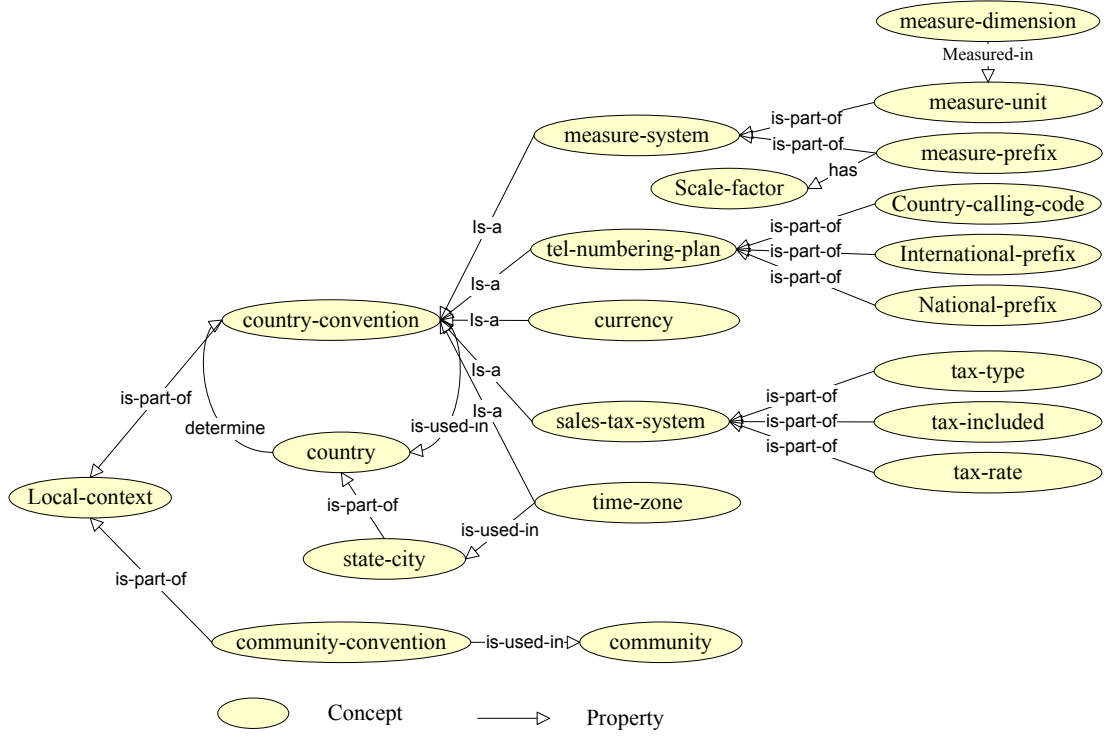 measure-dimension
Measured-in
measure-unit
is-part-of
measure-system
is-part-of
measure-prefix
has
Scale-factor
Country-calling-code
is-part-of
Is-a
tel-numbering-plan
is-part-of
International-prefix
is-part-of
Is-a
National-prefix
country-convention
Is-a
currency
Is-a
tax-type
is-part-of
is-part-of
Is-a
sales-tax-system
is-part-of
tax-included
determine
is-used-in
is-part-of
country
tax-rate
Local-context
is-part-of
time-zone
is-used-in
state-city
is-part-of
community-convention
is-used-in
community
Concept
Property